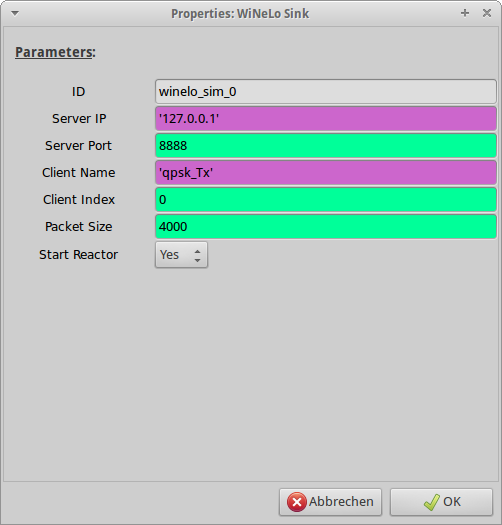 Properties: WiNeLo Sink
Parameters:
ID winelo_sim_0
Server IP '127.0.0.1'
Server Port 8888
Client Name 'qpsk_Tx'
Client Index 0
Packet Size 4000
Start Reactor Yes
Abbrechen OK